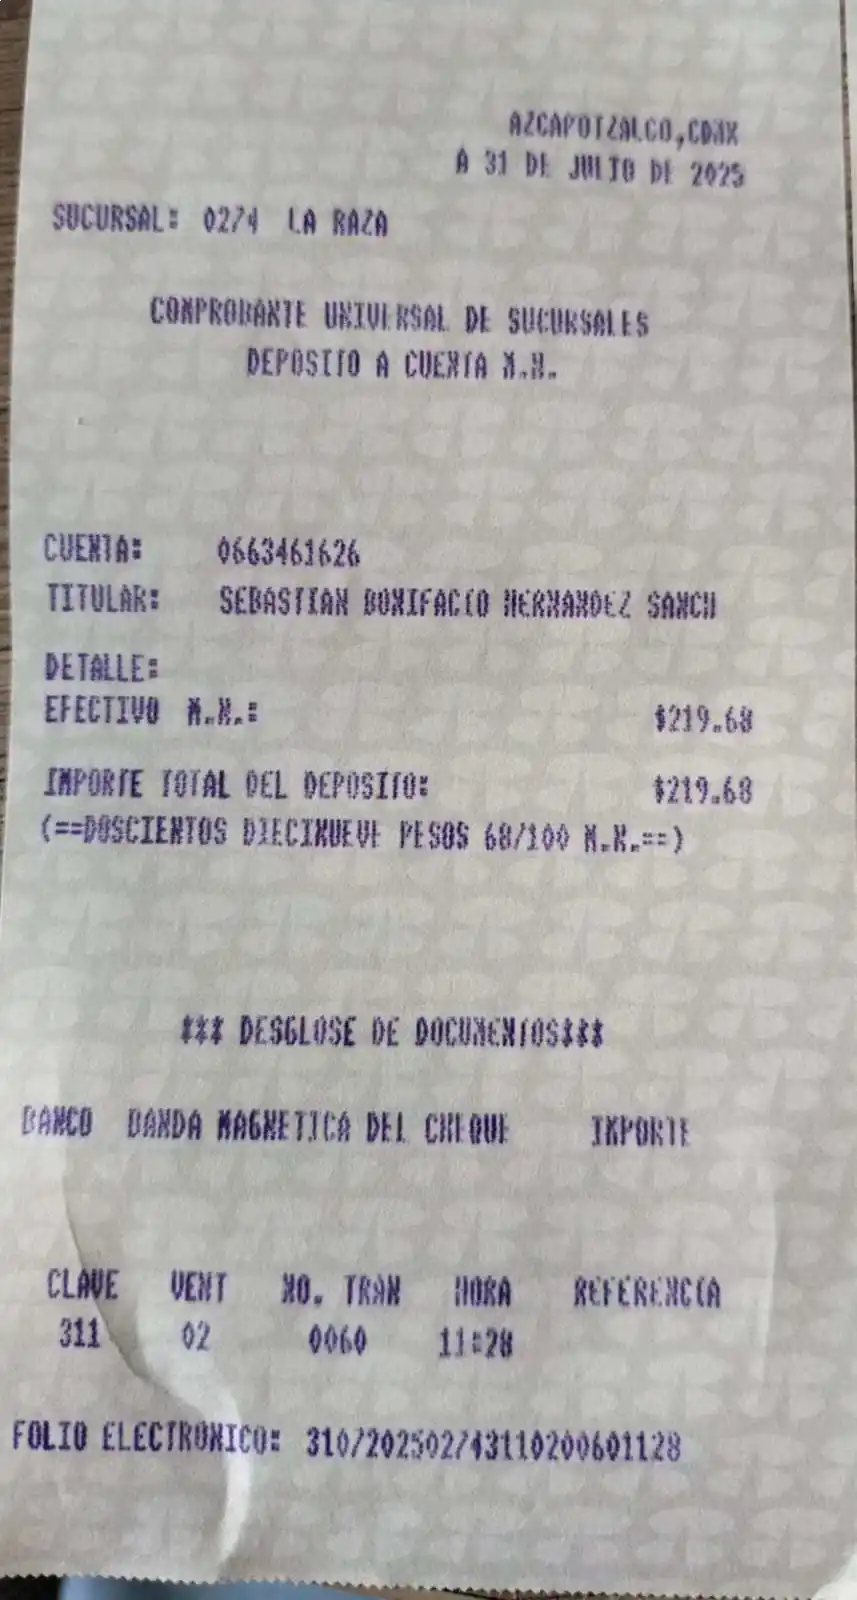 AZCAPOTZALCO,CDMX
A 31 DE JULIO DE 2025
SUCURSAL: 0274 LA RAZA
COMPROBANTE UNIVERSAL DE SUCURSALES
DEPOSITO A CUENTA M.N.
CUENTA: 0663461626
TITULAR: SEBASTIAN BONIFACIO HERNANDEZ SANCH
DETALLE:
EFECTIVO M.N.: $219.68
IMPORTE TOTAL DEL DEPOSITO: $219.68
(==DOSCIENTOS DIECINUEVE PESOS 68/100 M.N.==)
*** DESGLOSE DE DOCUMENTOS***
BANCO BANDA MAGNETICA DEL CHEQUE IMPORTE
CLAVE VENT NO. TRAN HORA REFERENCIA
311 02 0060 11:28
FOLIO ELECTRONICO: 3107202502743110200601128